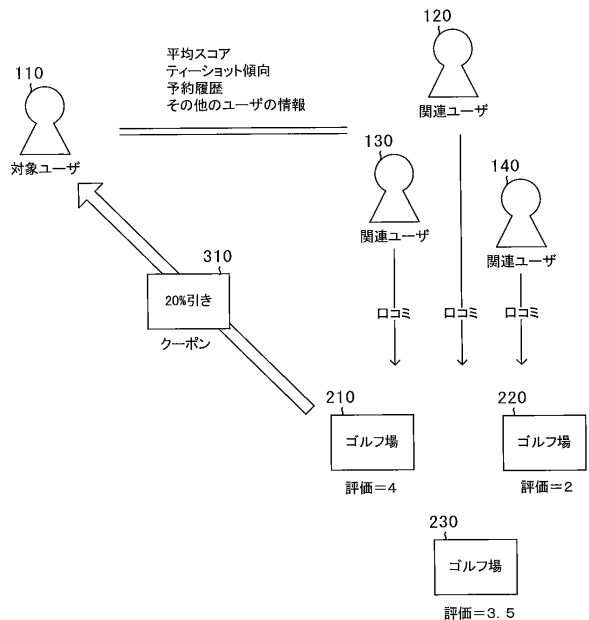 平均スコア
ティーショット傾向
予約履歴
その他のユーザの情報
110
対象ユーザ
120
関連ユーザ
130
関連ユーザ
140
関連ユーザ
310
20%引き
クーポン
口コミ
口コミ
口コミ
210
ゴルフ場
評価=4
220
ゴルフ場
評価=2
230
ゴルフ場
評価=3.5